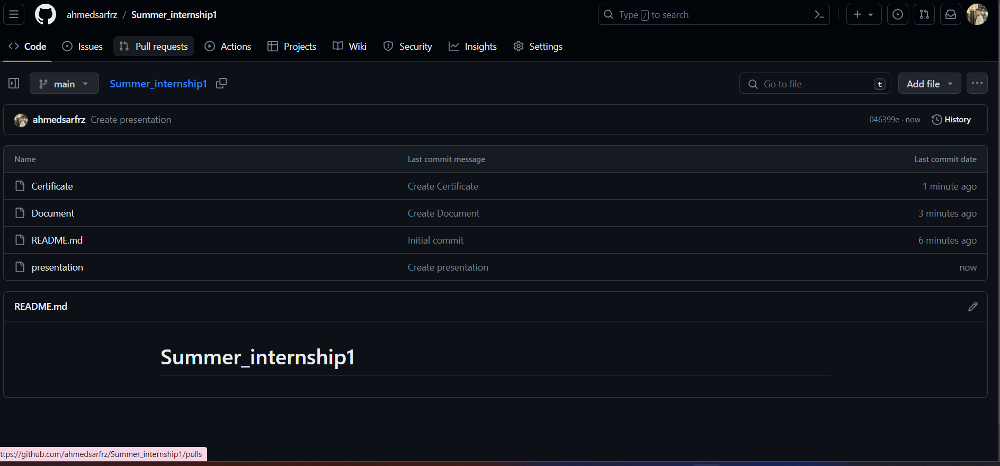 ahmedsarfrz / Summer_internship1 Type / to search
Code Issues Pull requests Actions Projects Wiki Security Insights Settings
main Summer_internship1 Go to file t Add file
ahmedsarfrz Create presentation 046399e · now History
Name Last commit message Last commit date
Certificate Create Certificate 1 minute ago
Document Create Document 3 minutes ago
README.md Initial commit 6 minutes ago
presentation Create presentation now
README.md
Summer_internship1
ttps://github.com/ahmedsarfrz/Summer_internship1/pulls